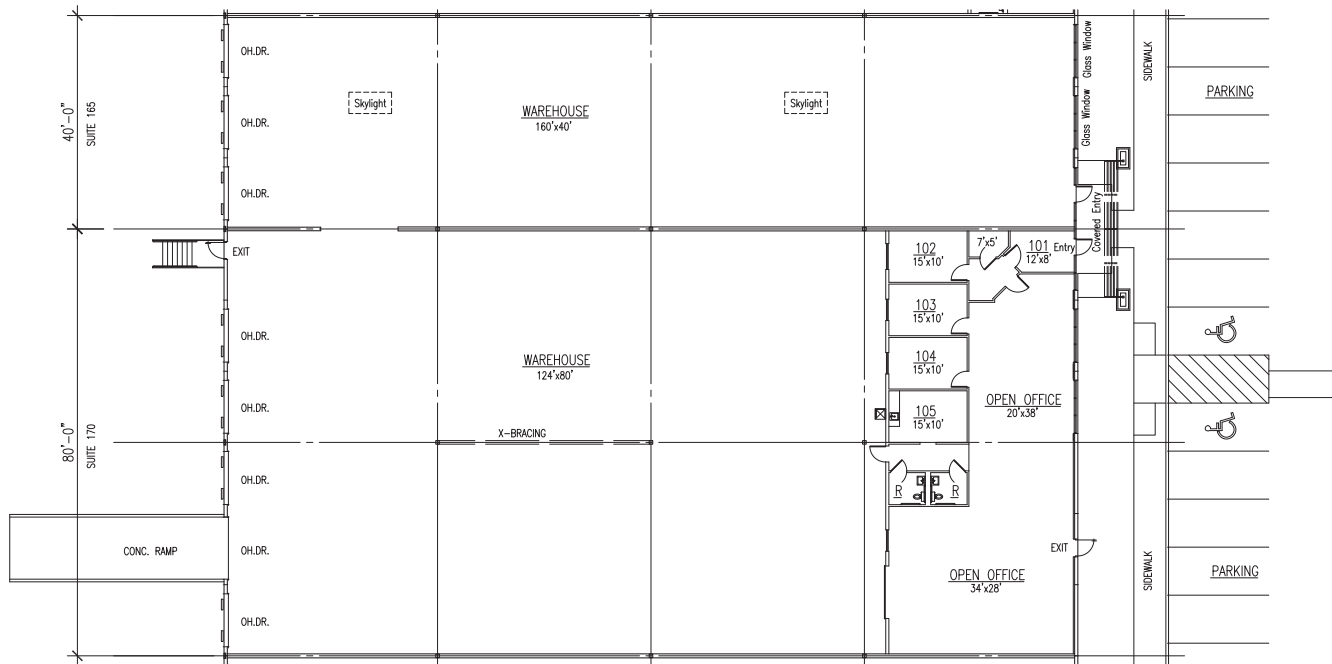 40'-0"
SUITE 165
80'-0"
SUITE 170
OH.DR.
OH.DR.
OH.DR.
Skylight
WAREHOUSE
160'x40'
Skylight
Glass Window
Glass Window
SIDEWALK
PARKING
Covered Entry
EXIT
OH.DR.
OH.DR.
OH.DR.
OH.DR.
OH.DR.
CONC. RAMP
WAREHOUSE
124'x80'
X-BRACING
102
15'x10'
7'x5'
101 Entry
12'x8'
103
15'x10'
104
15'x10'
105
15'x10'
OPEN OFFICE
20'x38'
R
R
EXIT
OPEN OFFICE
34'x28'
SIDEWALK
PARKING